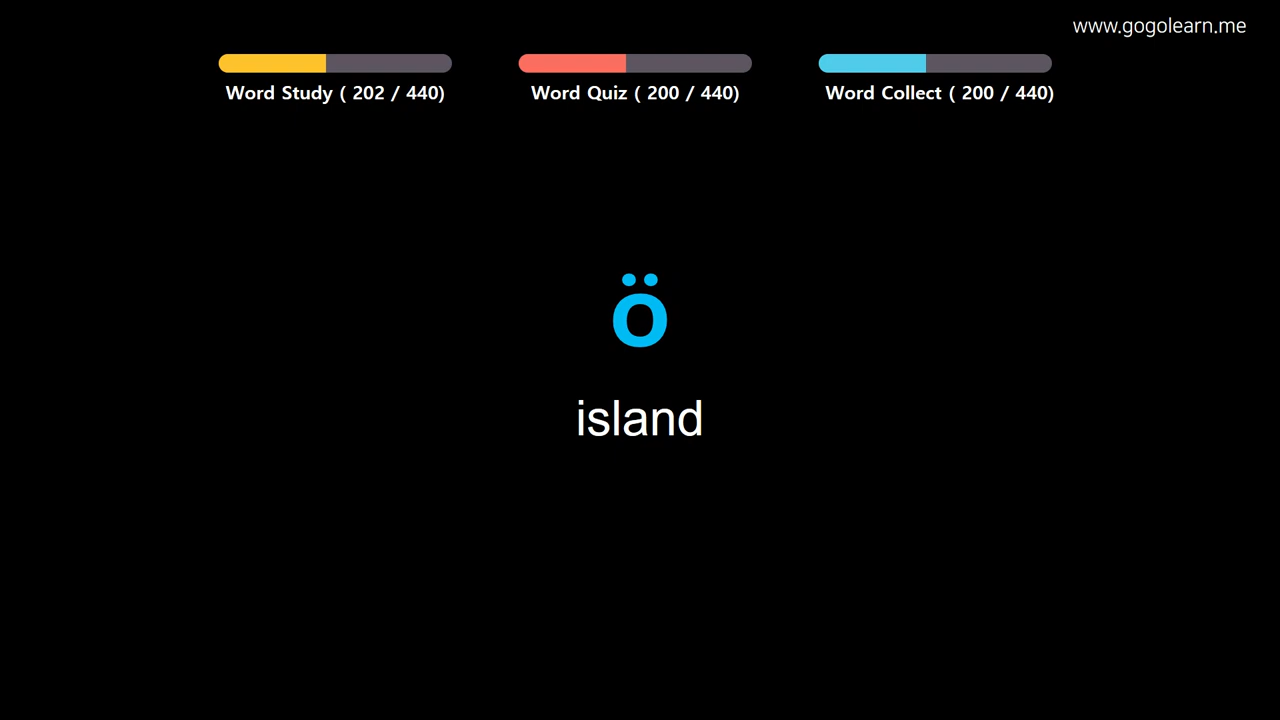 www.gogolearn.me
Word Study ( 202 / 440)
Word Quiz ( 200 / 440)
Word Collect ( 200 / 440)
ö
island